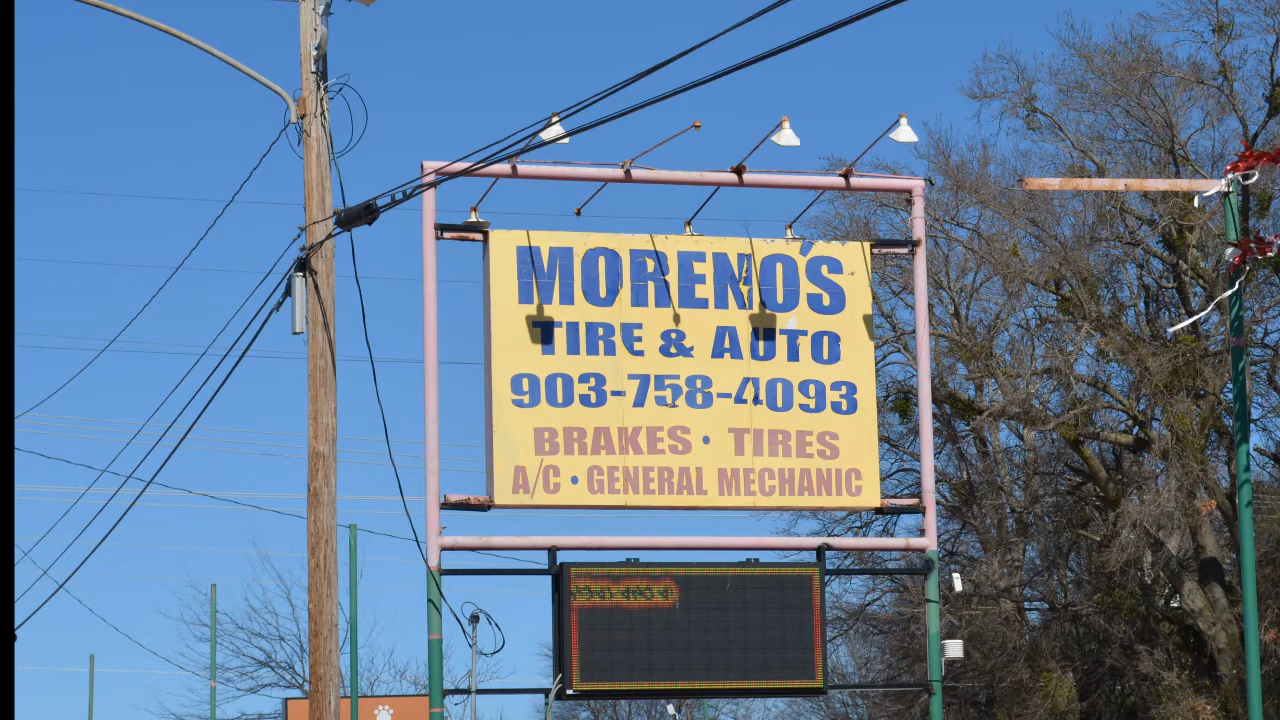 MORENO'S
TIRE & AUTO
903-758-4093
BRAKES • TIRES
A/C • GENERAL MECHANIC